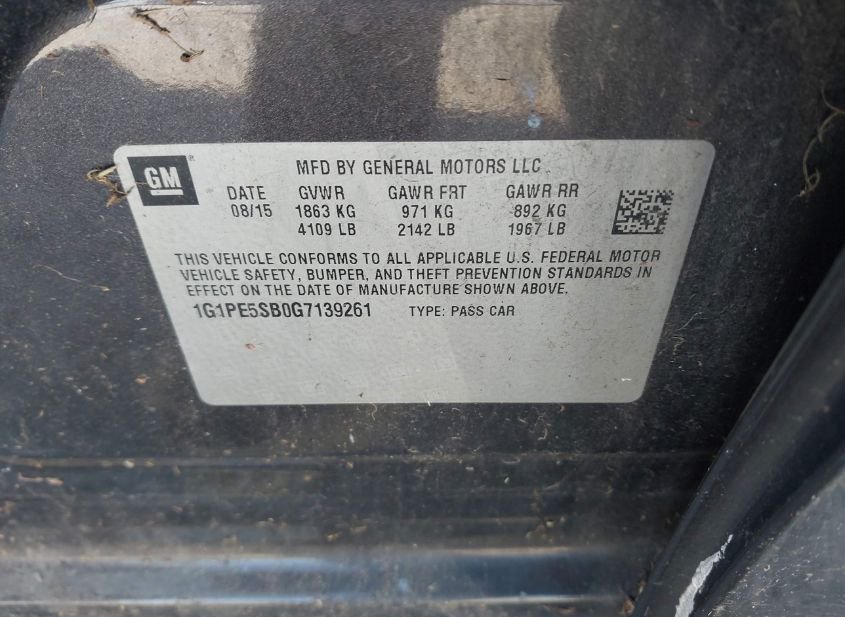 GM
MFD BY GENERAL MOTORS LLC
DATE GVWR GAWR FRT GAWR RR
08/15 1863 KG 971 KG 892 KG
4109 LB 2142 LB 1967 LB
THIS VEHICLE CONFORMS TO ALL APPLICABLE U.S. FEDERAL MOTOR
VEHICLE SAFETY, BUMPER, AND THEFT PREVENTION STANDARDS IN
EFFECT ON THE DATE OF MANUFACTURE SHOWN ABOVE.
1G1PE5SB0G7139261 TYPE: PASS CAR